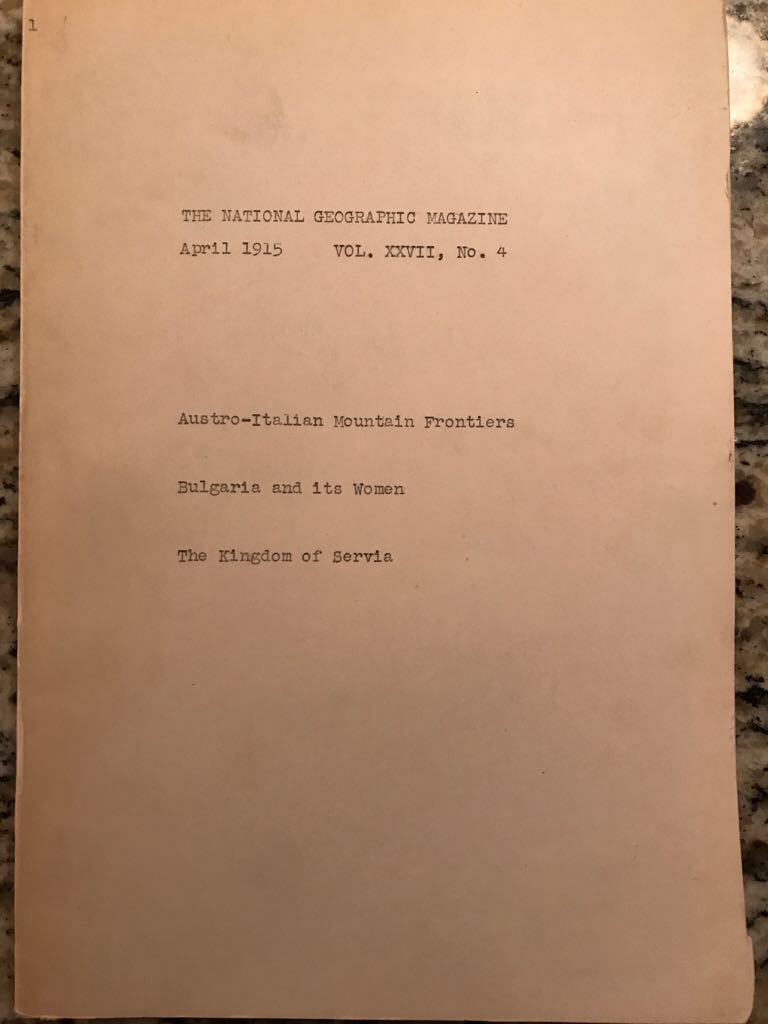 1
THE NATIONAL GEOGRAPHIC MAGAZINE
April 1915 VOL. XXVII, No. 4
Austro-Italian Mountain Frontiers
Bulgaria and its Women
The Kingdom of Servia